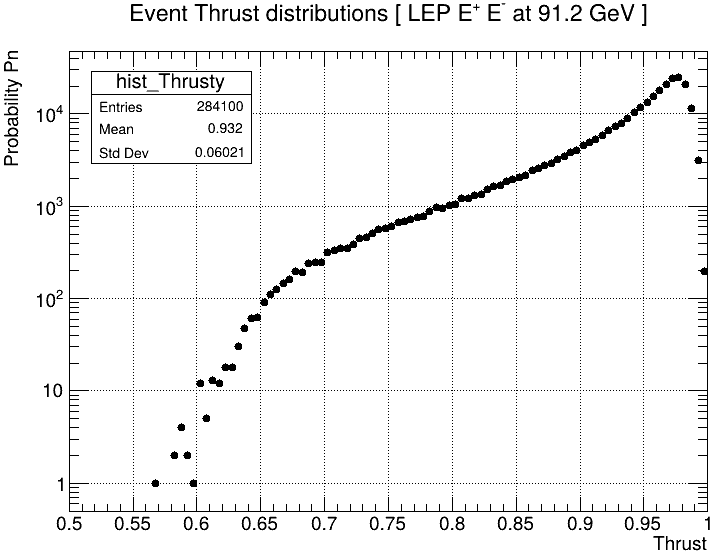 Event Thrust distributions [ LEP E⁺ E⁻ at 91.2 GeV ]
Probability Pn
hist_Thrusty
Entries 284100
Mean 0.932
Std Dev 0.06021
10⁴
10³
10²
10
1
0.5 0.55 0.6 0.65 0.7 0.75 0.8 0.85 0.9 0.95 1
Thrust